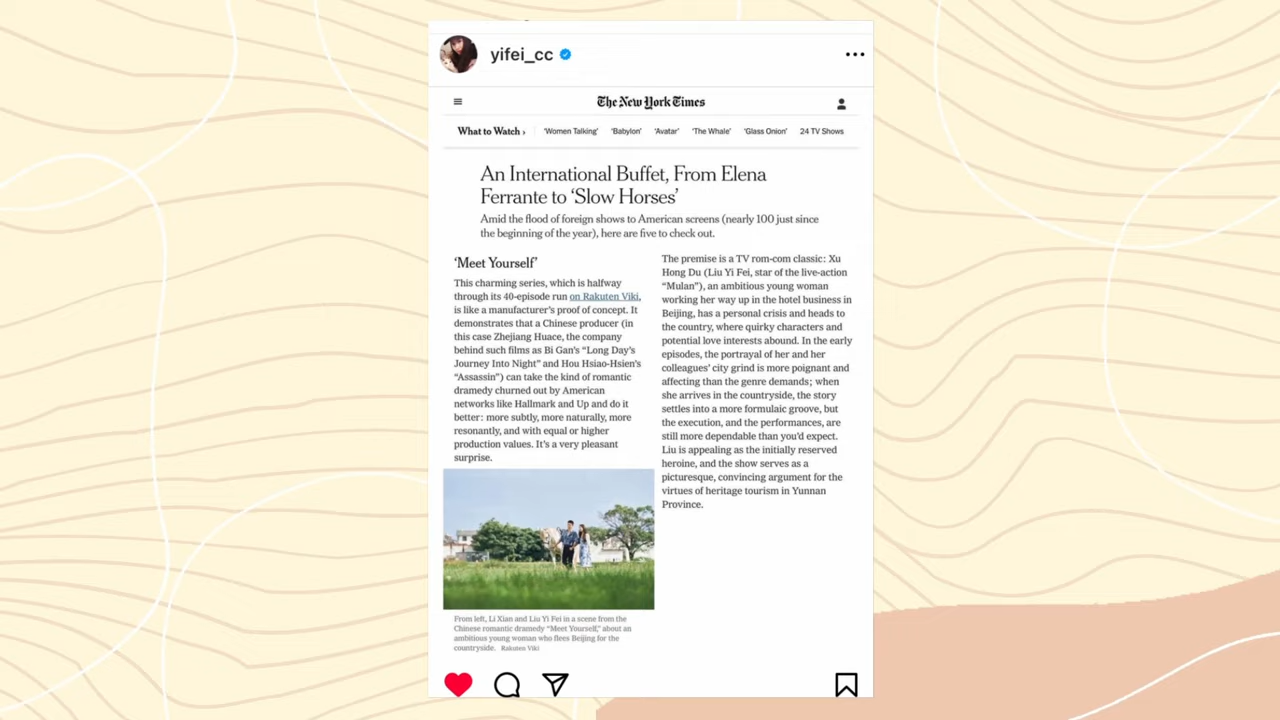 yifei_cc
The New York Times
What to Watch › 'Women Talking' 'Babylon' 'Avatar' 'The Whale' 'Glass Onion' 24 TV Shows
An International Buffet, From Elena
Ferrante to ‘Slow Horses’
Amid the flood of foreign shows to American screens (nearly 100 just since
the beginning of the year), here are five to check out.
‘Meet Yourself’
This charming series, which is halfway
through its 40-episode run on Rakuten Viki,
is like a manufacturer’s proof of concept. It
demonstrates that a Chinese producer (in
this case Zhejiang Huace, the company
behind such films as Bi Gan’s “Long Day’s
Journey Into Night” and Hou Hsiao-Hsien’s
“Assassin”) can take the kind of romantic
dramedy churned out by American
networks like Hallmark and Up and do it
better: more subtly, more naturally, more
resonantly, and with equal or higher
production values. It’s a very pleasant
surprise.
From left, Li Xian and Liu Yi Fei in a scene from the
Chinese romantic dramedy “Meet Yourself,” about an
ambitious young woman who flees Beijing for the
countryside. Rakuten Viki
The premise is a TV rom-com classic: Xu
Hong Du (Liu Yi Fei, star of the live-action
“Mulan”), an ambitious young woman
working her way up in the hotel business in
Beijing, has a personal crisis and heads to
the country, where quirky characters and
potential love interests abound. In the early
episodes, the portrayal of her and her
colleagues’ city grind is more poignant and
affecting than the genre demands; when
she arrives in the countryside, the story
settles into a more formulaic groove, but
the execution, and the performances, are
still more dependable than you’d expect.
Liu is appealing as the initially reserved
heroine, and the show serves as a
picturesque, convincing argument for the
virtues of heritage tourism in Yunnan
Province.